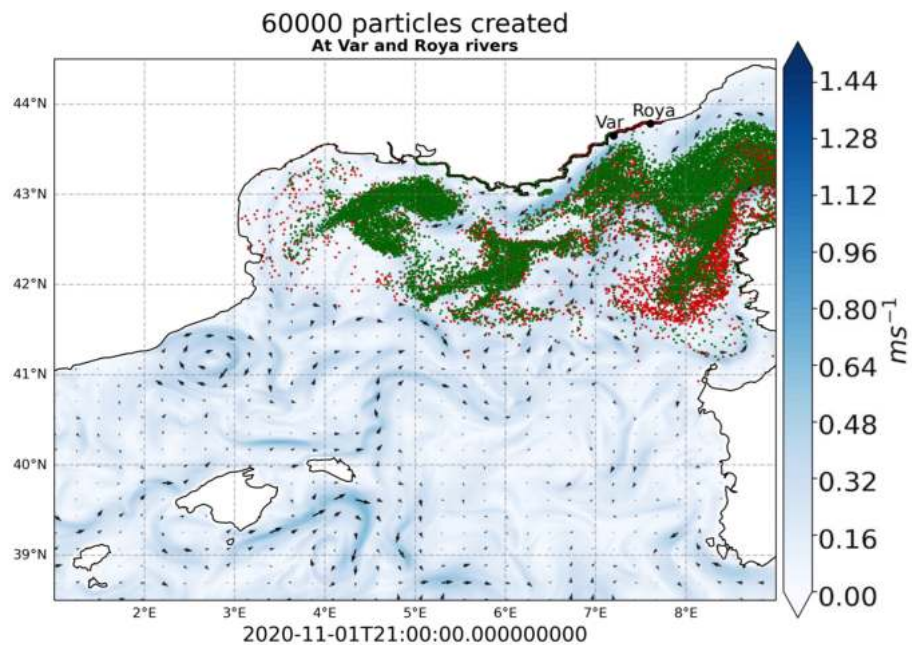 60000 particles created
At Var and Roya rivers
44°N
43°N
42°N
41°N
40°N
39°N
Var
Roya
2°E 3°E 4°E 5°E 6°E 7°E 8°E
2020-11-01T21:00:00.000000000
1.44
1.28
1.12
0.96
0.80
0.64
0.48
0.32
0.16
0.00
ms⁻¹